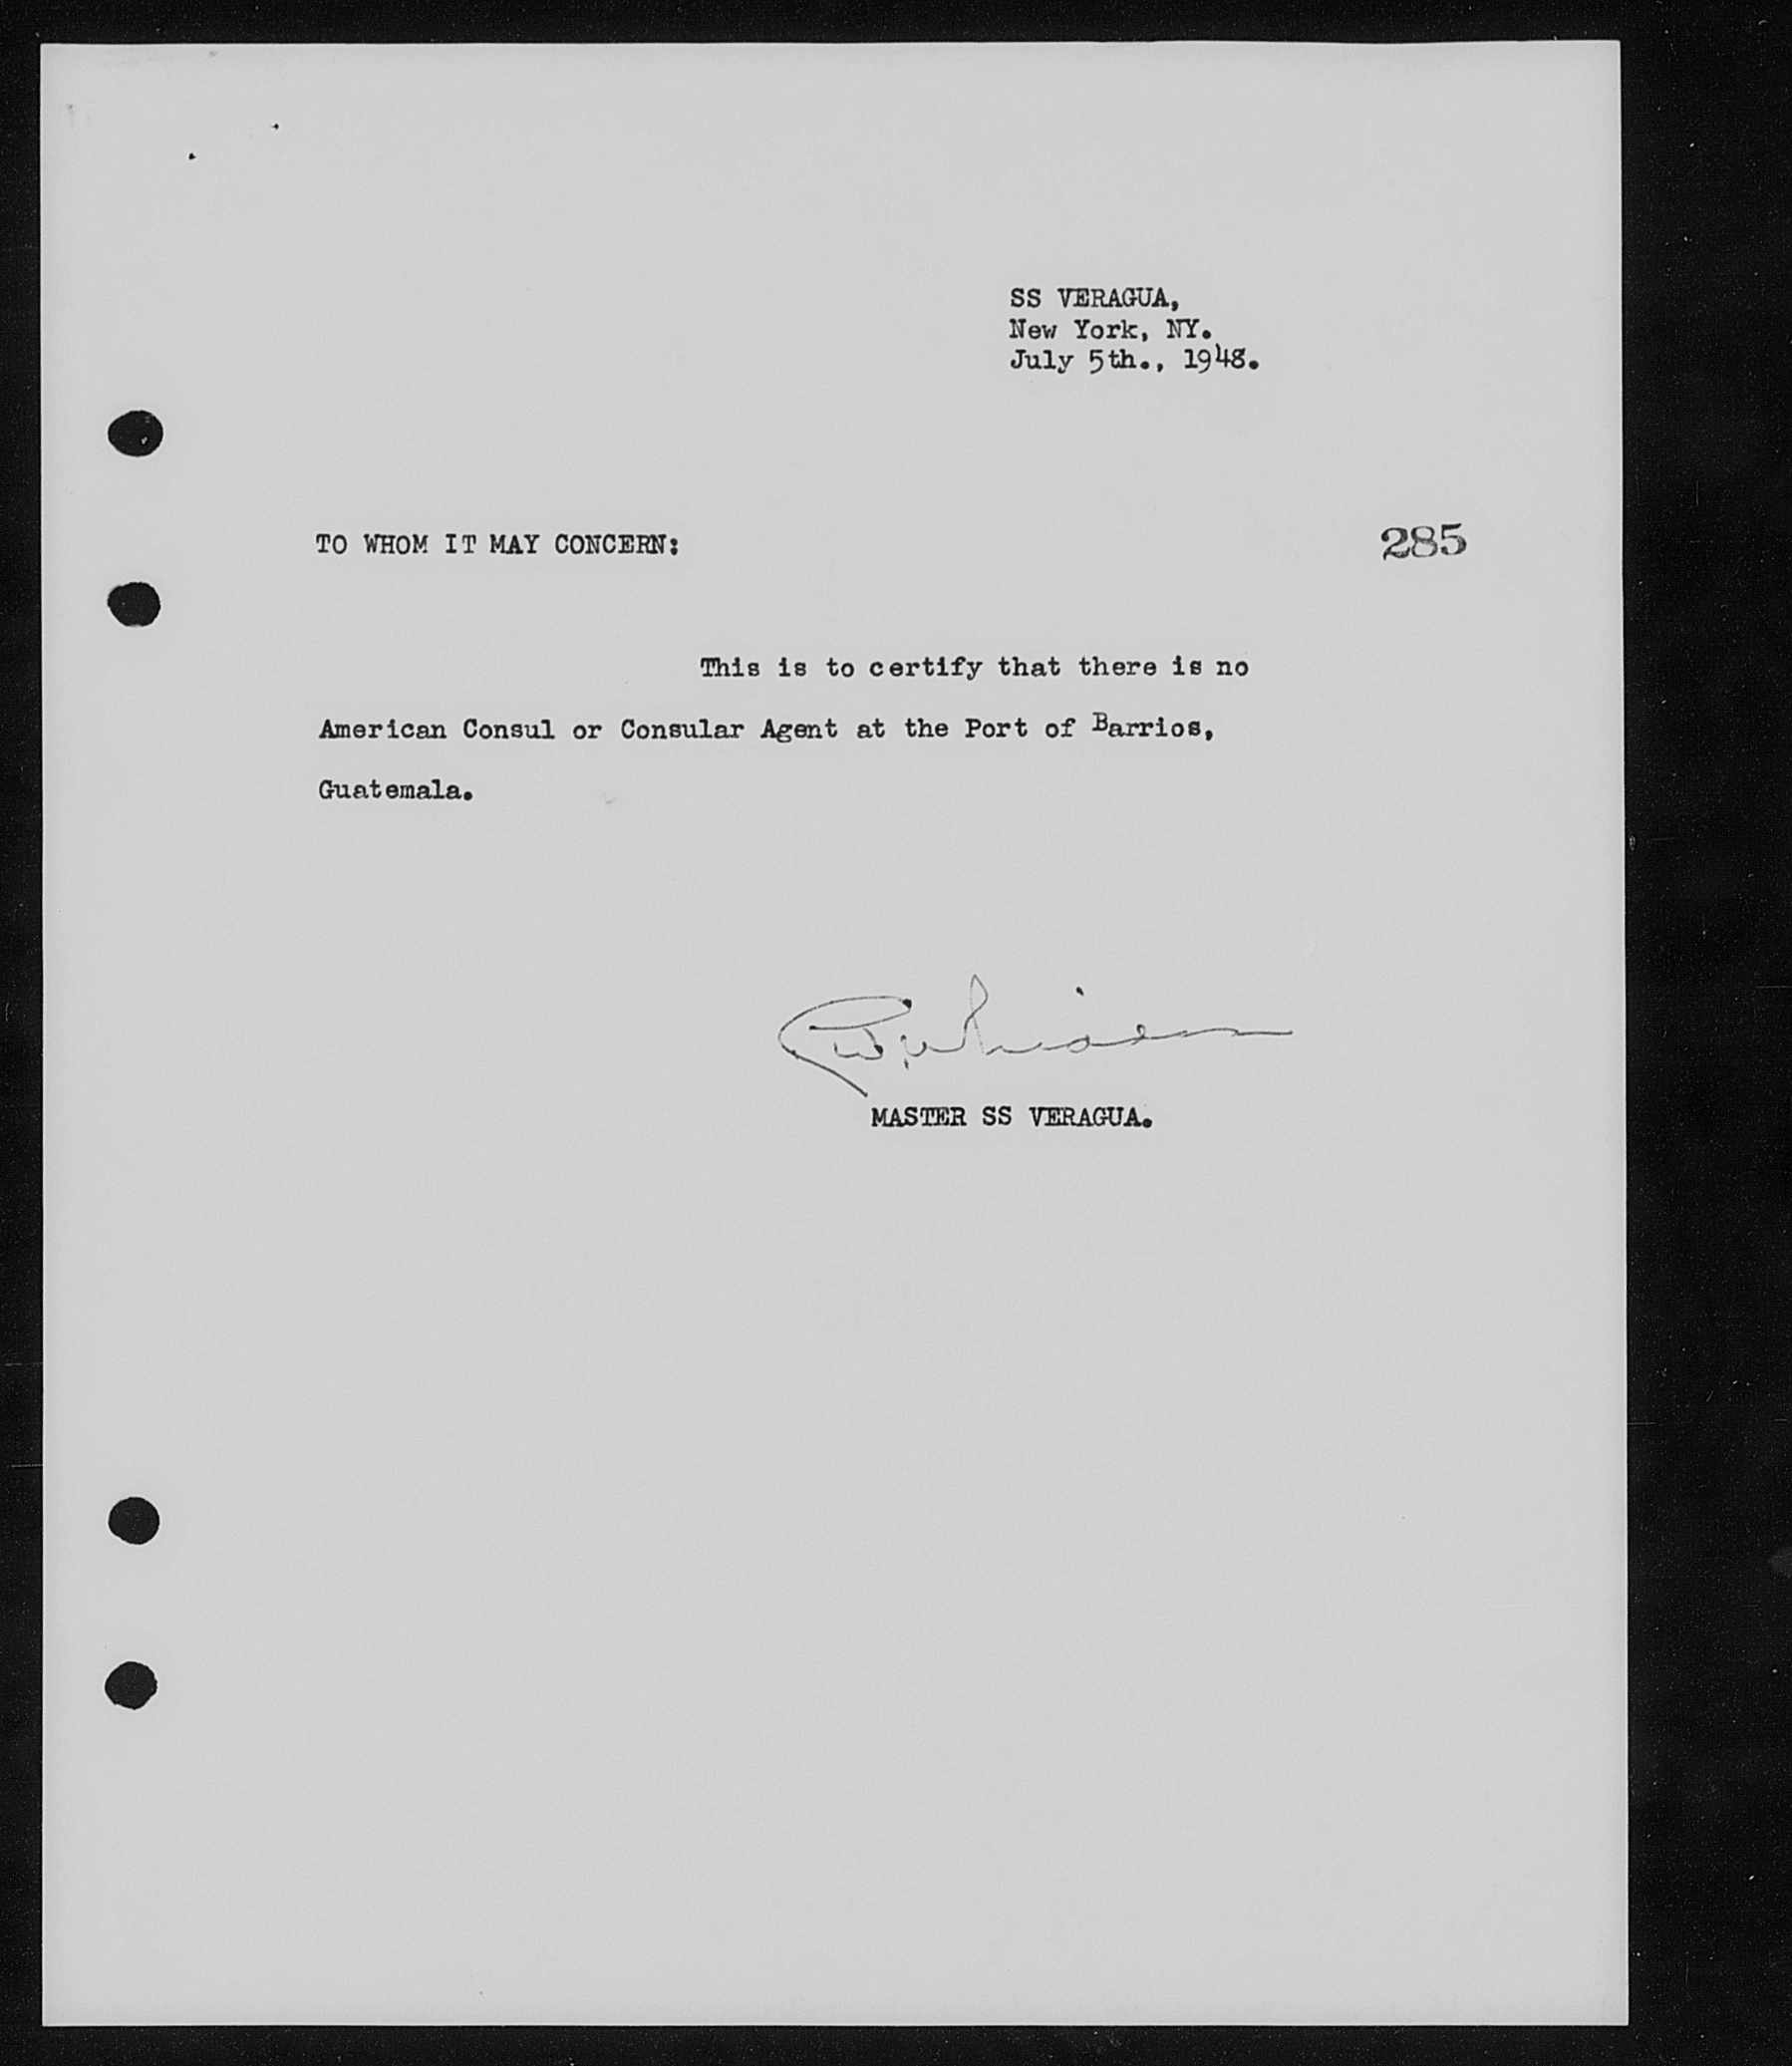 SS VERAGUA,
New York, NY.
July 5th., 1948.
TO WHOM IT MAY CONCERN:
285
This is to certify that there is no
American Consul or Consular Agent at the Port of Barrios,
Guatemala.
MASTER SS VERAGUA.